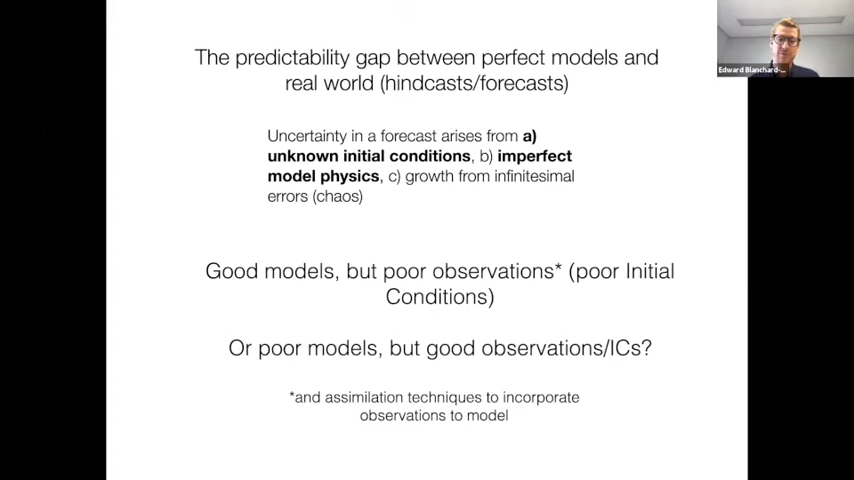 The predictability gap between perfect models and
real world (hindcasts/forecasts)
Edward Blanchard-...
Uncertainty in a forecast arises from a)
unknown initial conditions, b) imperfect
model physics, c) growth from infinitesimal
errors (chaos)
Good models, but poor observations* (poor Initial
Conditions)
Or poor models, but good observations/ICs?
*and assimilation techniques to incorporate
observations to model